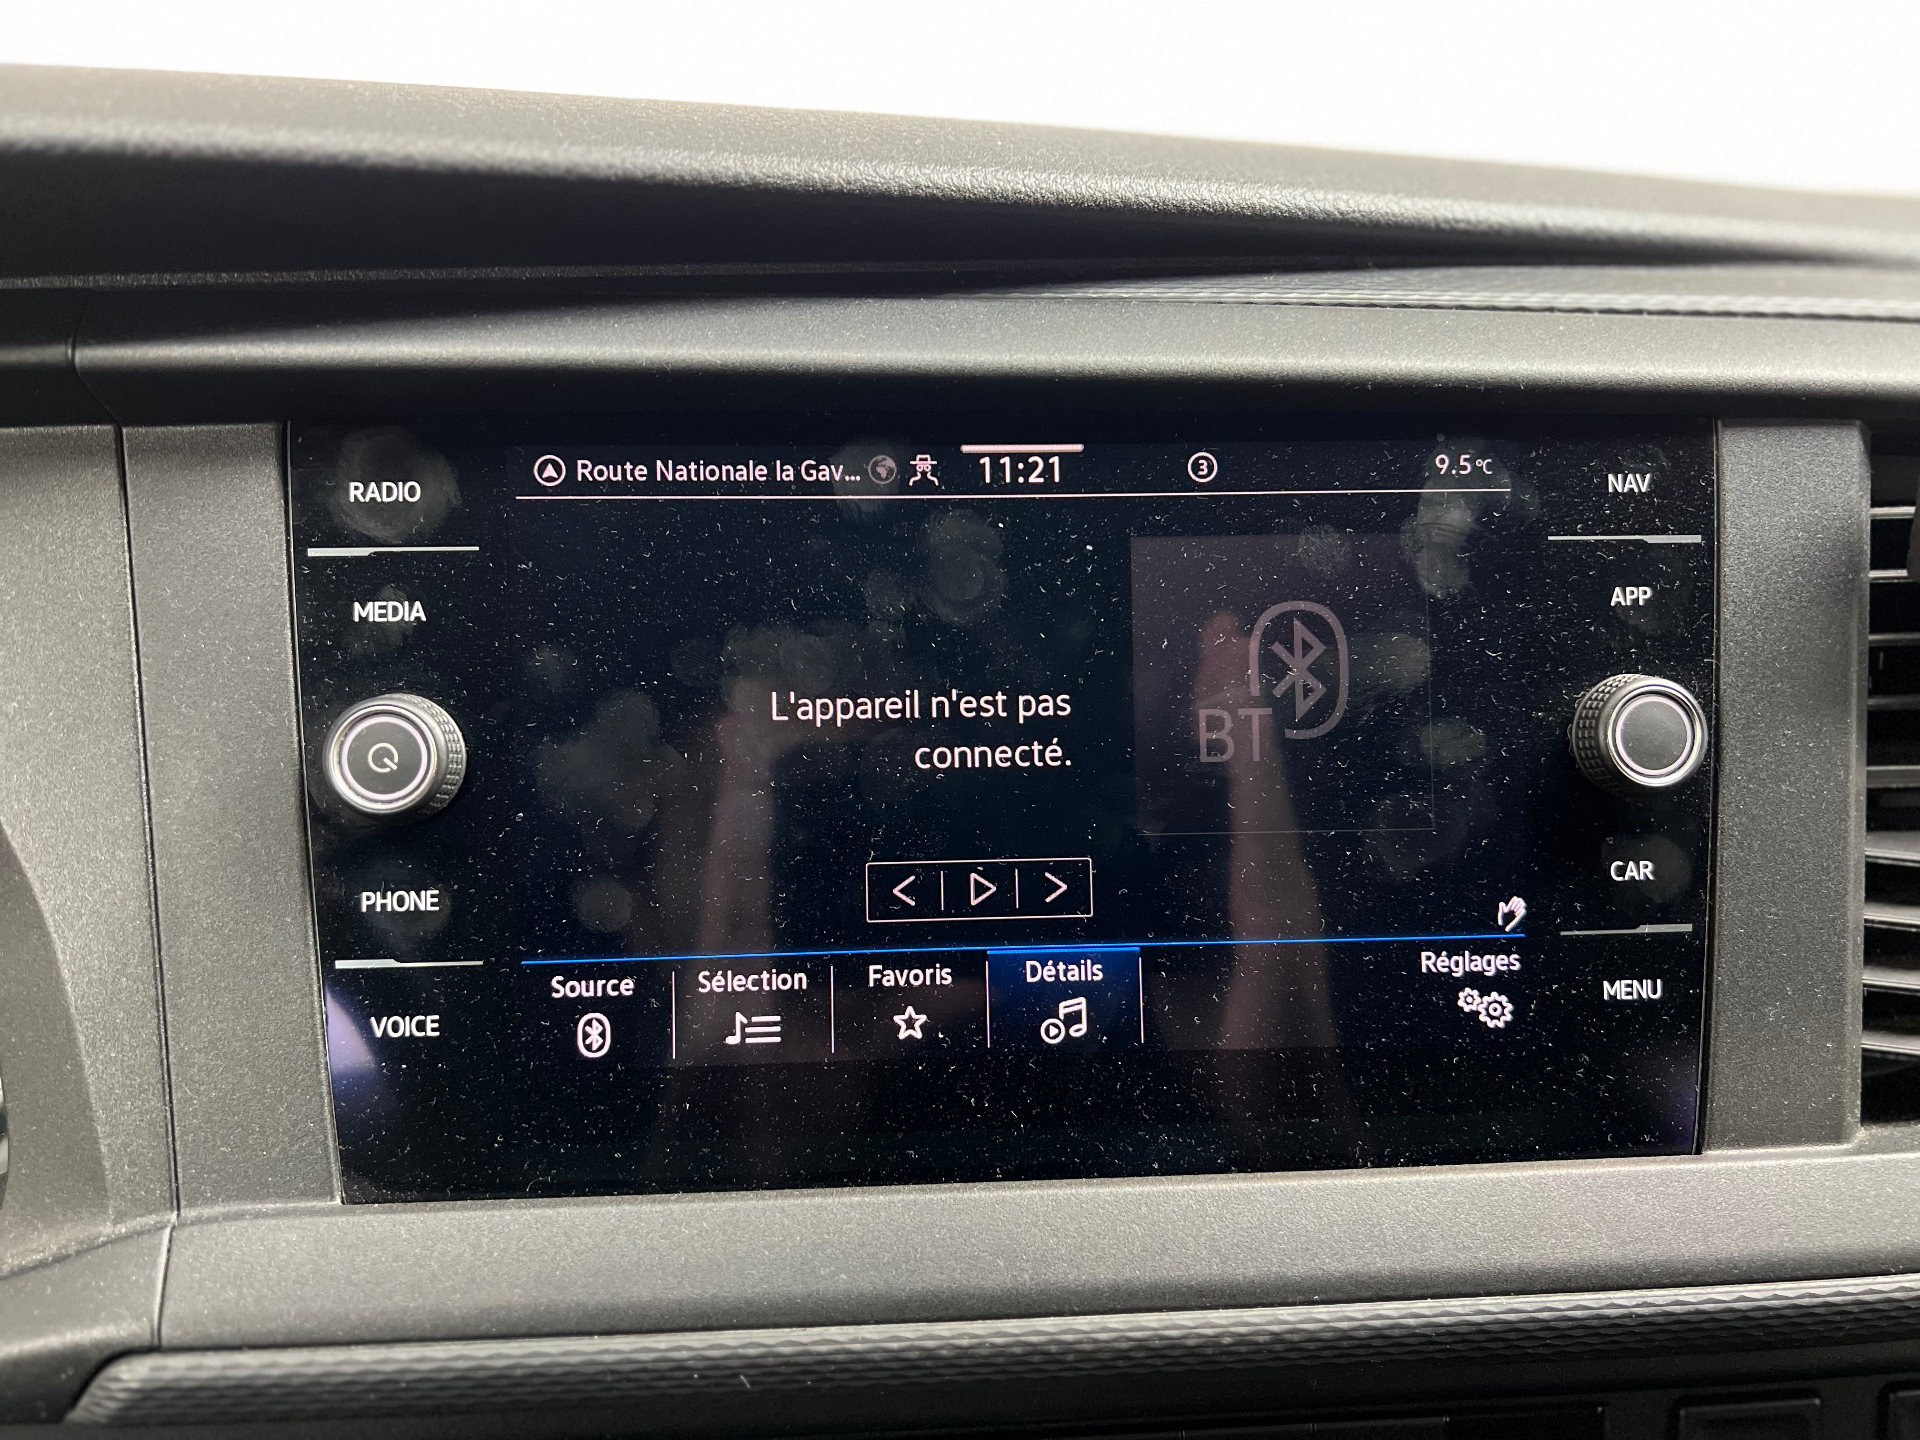 RADIO
MEDIA
PHONE
VOICE
Route Nationale la Gav...
11:21
3
9.5°C
L'appareil n'est pas
connecté.
BT
Source
Sélection
Favoris
Détails
Réglages
NAV
APP
CAR
MENU